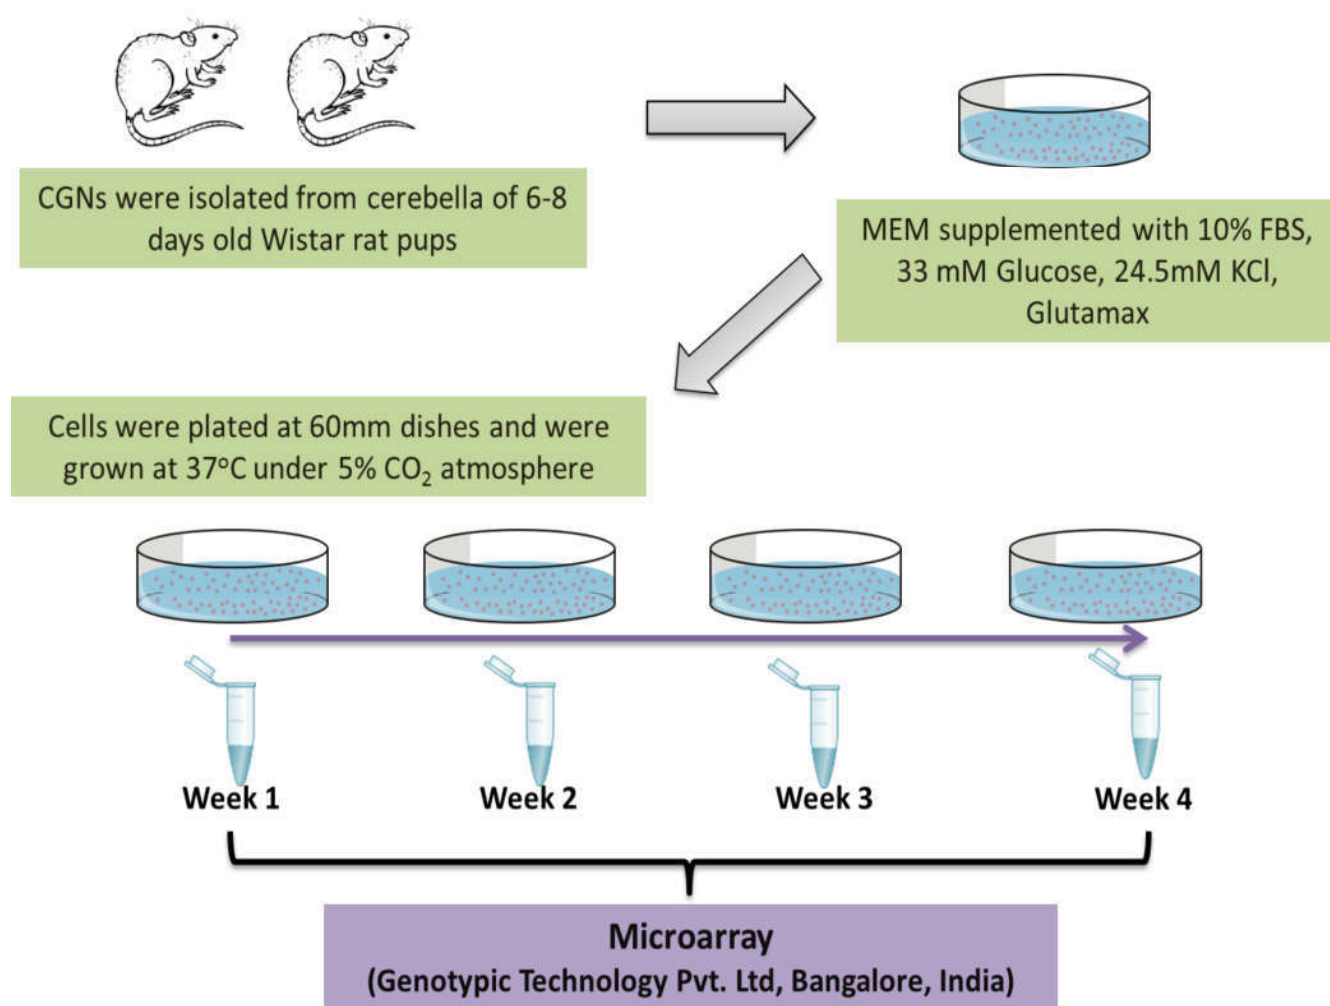 CGNs were isolated from cerebella of 6-8
days old Wistar rat pups
MEM supplemented with 10% FBS,
33 mM Glucose, 24.5mM KCl,
Glutamax
Cells were plated at 60mm dishes and were
grown at 37°C under 5% CO₂ atmosphere
Week 1
Week 2
Week 3
Week 4
Microarray
(Genotypic Technology Pvt. Ltd, Bangalore, India)